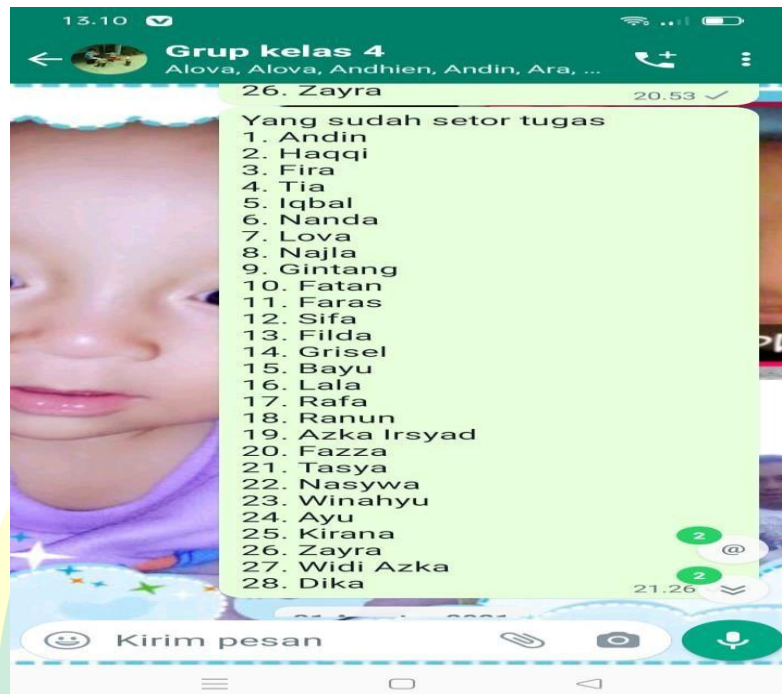 13.10
Grup kelas 4
Alova, Alova, Andhien, Andin, Ara, ...
26. Zayra
20.53
Yang sudah setor tugas
1. Andin
2. Haqqi
3. Fira
4. Tia
5. Iqbal
6. Nanda
7. Lova
8. Najla
9. Gintang
10. Fatan
11. Faras
12. Sifa
13. Filda
14. Grisel
15. Bayu
16. Lala
17. Rafa
18. Ranun
19. Azka Irsyad
20. Fazza
21. Tasya
22. Nasywa
23. Winahyu
24. Ayu
25. Kirana
26. Zayra
27. Widi Azka
28. Dika
2
@
2
21.26
Kirim pesan